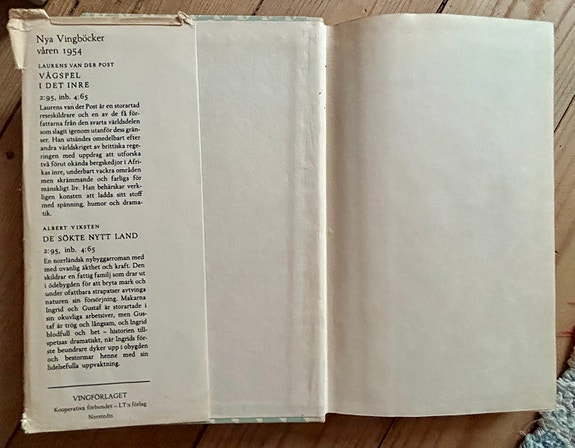 Nya Vingböcker
våren 1954
LAURENS VAN DER POST
VÅGSPEL
I DET INRE
2:95, inb. 4:65
Laurens van der Post är en storartad
reseskildrare och en av de få för-
fattarna från den svarta världsdelen
som slagit igenom utanför dess grän-
ser. Han utsändes omedelbart efter
andra världskriget av brittiska rege-
ringen med uppdrag att utforska
två förut okända bergskedjor i Afri-
kas inre, underbart vackra områden
men skrämmande och farliga för
mänskligt liv. Han behärskar verk-
ligen konsten att ladda sitt stoff
med spänning, humor och drama-
tik.
ALBERT VIKSTEN
DE SÖKTE NYTT LAND
2:95, inb. 4:65
En norrländsk nybyggarroman med
med ovanlig äkthet och kraft. Den
skildrar en fattig familj som drar ut
i ödebygden för att bryta mark och
under ofattbara strapatser avtvinga
naturen sin försörjning. Makarna
Ingrid och Gustaf är storartade i
sin okuvliga arbetsiver, men Gus-
taf är trög och långsam, och Ingrid
blodfull och het – historien till-
spetsas dramatiskt, när Ingrids för-
ste beundrare dyker upp i obygden
och bestormar henne med sin
lidelsefulla uppvaktning.
VINGFÖRLAGET
Kooperativa förbundet – LT:s förlag
Norstedts